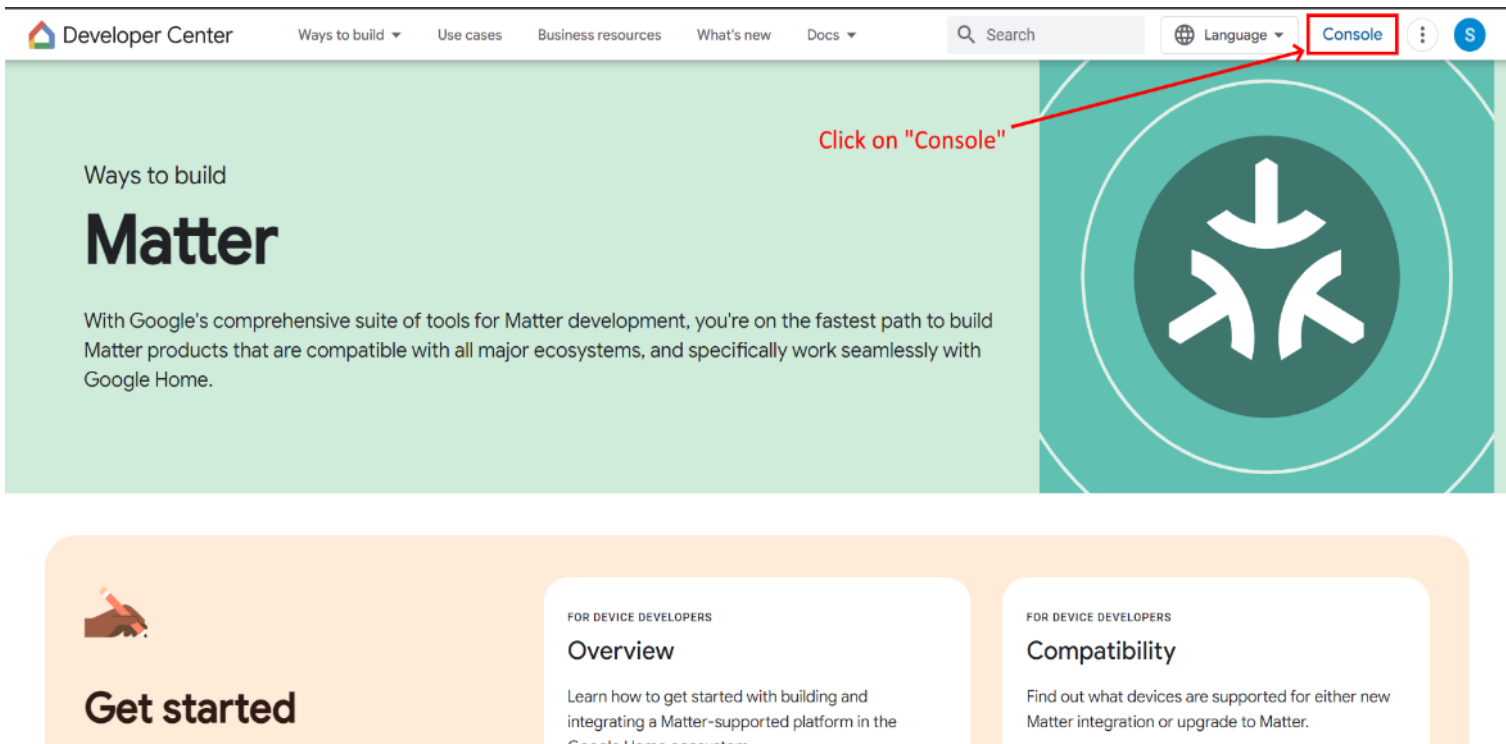 Developer Center Ways to build Use cases Business resources What's new Docs Search Language Console S
Click on "Console"
Ways to build
Matter
With Google's comprehensive suite of tools for Matter development, you're on the fastest path to build
Matter products that are compatible with all major ecosystems, and specifically work seamlessly with
Google Home.
Get started
FOR DEVICE DEVELOPERS
Overview
Learn how to get started with building and
integrating a Matter-supported platform in the
Google Home ecosystem
FOR DEVICE DEVELOPERS
Compatibility
Find out what devices are supported for either new
Matter integration or upgrade to Matter.